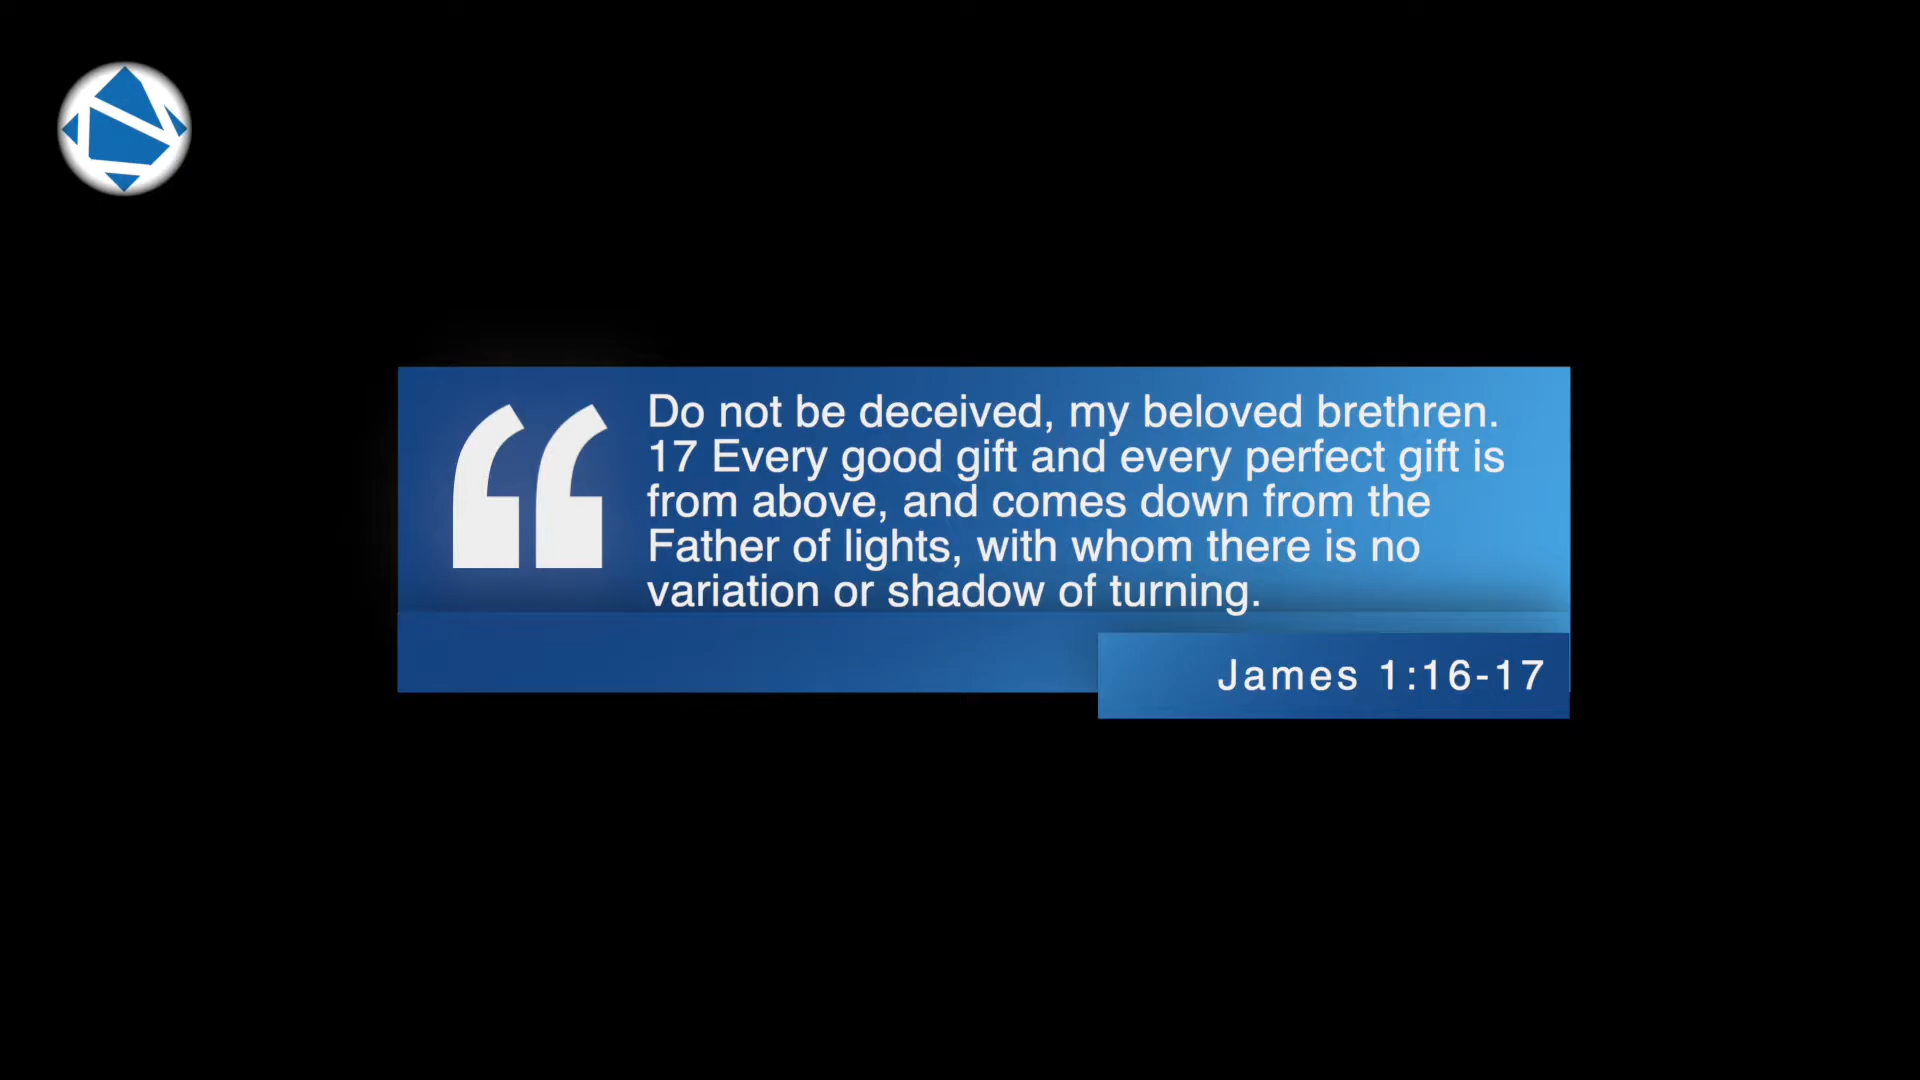 Do not be deceived, my beloved brethren.
17 Every good gift and every perfect gift is
from above, and comes down from the
Father of lights, with whom there is no
variation or shadow of turning.
James 1:16-17